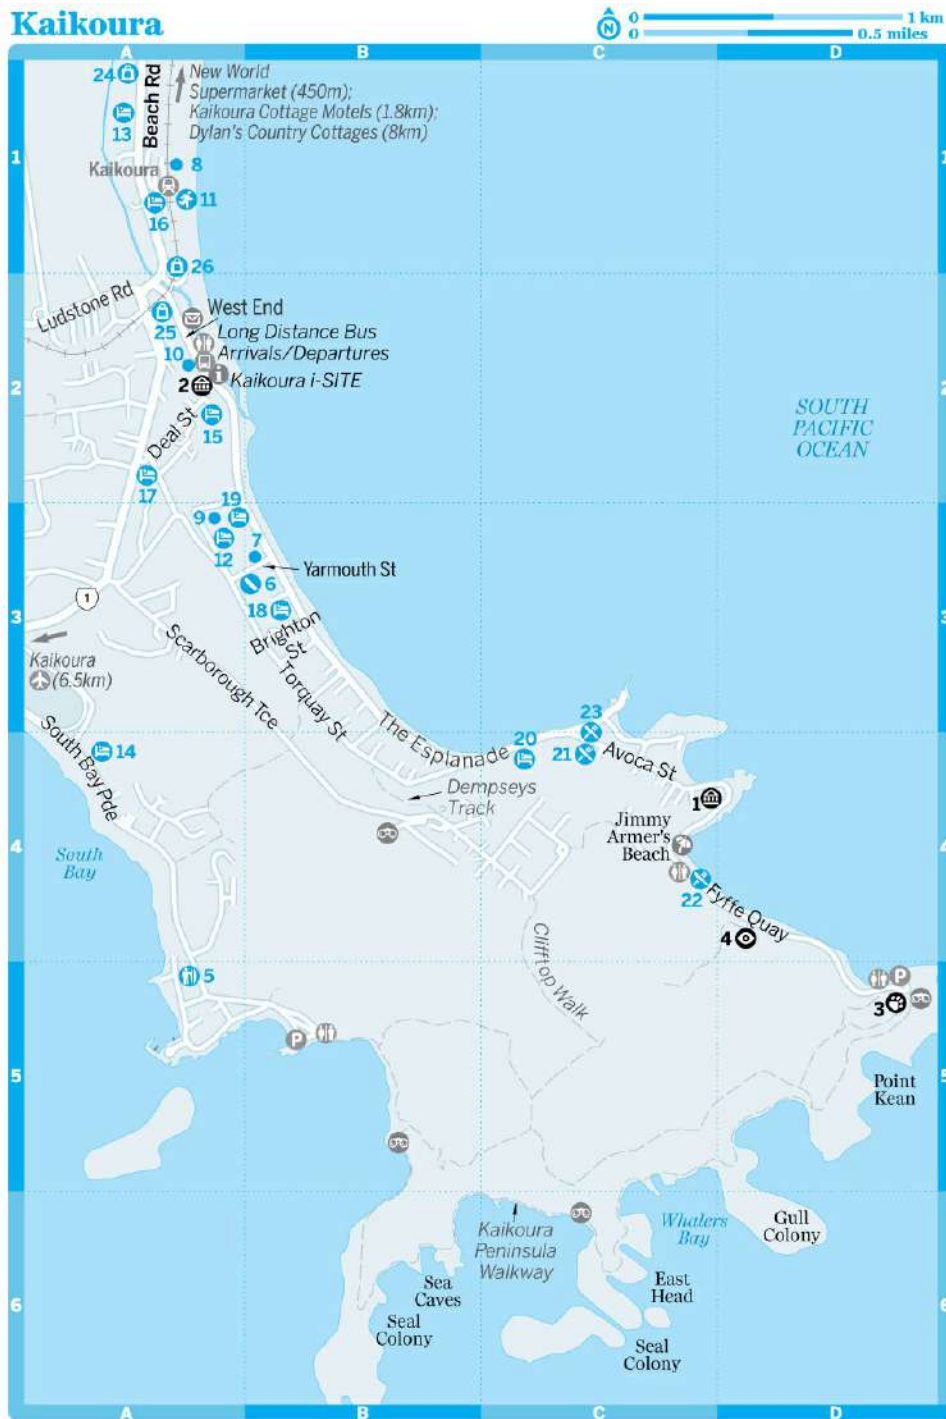 Kaikoura
N
0
1 km
0
0.5 miles
A
B
C
D
24
Beach Rd
New World
Supermarket (450m);
Kaikoura Cottage Motels (1.8km);
Dylan's Country Cottages (8km)
13
1
1
Kaikoura
8
11
16
26
Ludstone Rd
West End
25
Long Distance Bus
Arrivals/Departures
10
i
Kaikoura i-SITE
2
2
2
SOUTH
PACIFIC
OCEAN
Deal St
15
17
19
9
7
12
Yarmouth St
6
1
18
3
3
Brighton
St
Scarborough Tce
Kaikoura
(6.5km)
Torquay St
The Esplanade
South Bay Pde
14
23
20
21
Avoca St
Dempseys
Track
1
Jimmy
Armer's
Beach
4
4
South
Bay
22
Fyffe Quay
4
Clifftop Walk
5
P
3
P
5
5
Point
Kean
Kaikoura
Peninsula
Walkway
Whalers
Bay
Gull
Colony
Sea
Caves
East
Head
6
6
Seal
Colony
Seal
Colony
A
B
C
D